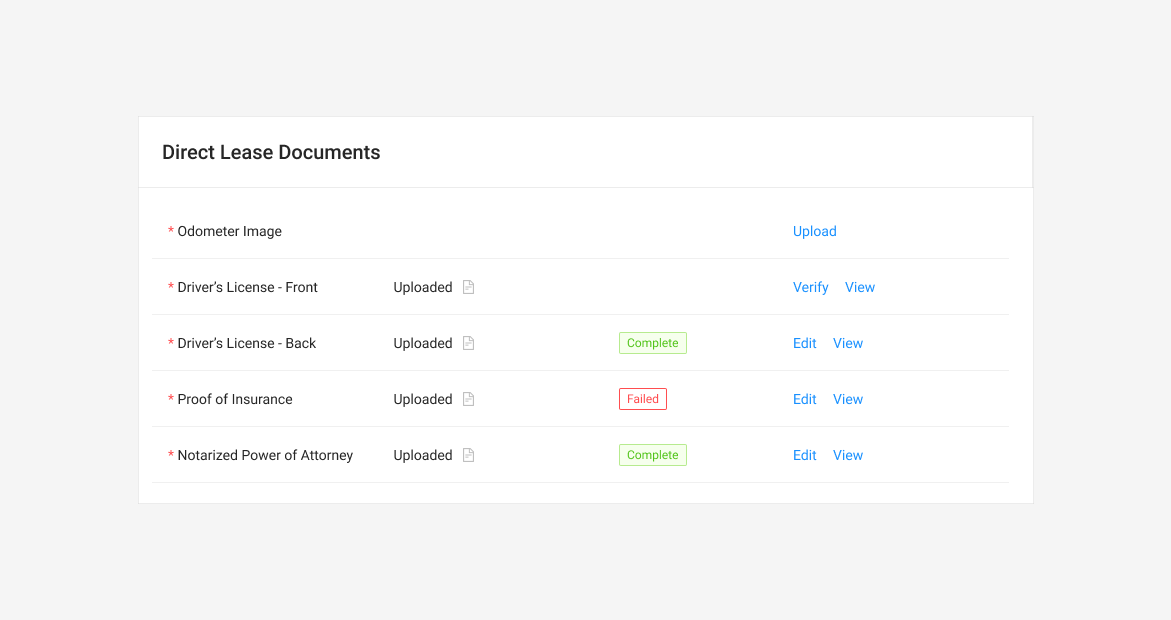 Direct Lease Documents
* Odometer Image Upload
* Driver’s License - Front Uploaded Verify View
* Driver’s License - Back Uploaded Complete Edit View
* Proof of Insurance Uploaded Failed Edit View
* Notarized Power of Attorney Uploaded Complete Edit View